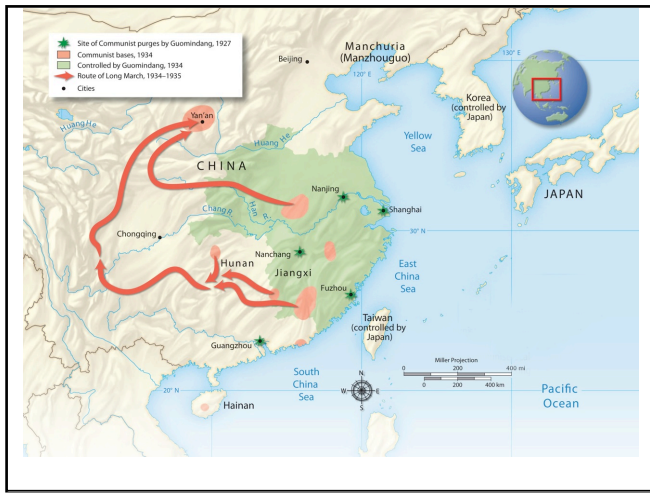 Site of Communist purges by Guomindang, 1927
Communist bases, 1934
Controlled by Guomindang, 1934
Route of Long March, 1934–1935
Cities
Manchuria
(Manzhouguo)
130° E
Beijing
120° E
Korea
(controlled by
Japan)
Yan'an
Huang He
Huang He
Yellow
Sea
CHINA
JAPAN
Nanjing
Han R.
Shanghai
Chang R.
Chongqing
30° N
Nanchang
Hunan
Jiangxi
East
China
Sea
Fuzhou
Taiwan
(controlled by
Japan)
Guangzhou
Miller Projection
0 200 400 mi
0 200 400 km
South
China
Sea
N
W E
S
20° N
Hainan
Pacific
Ocean